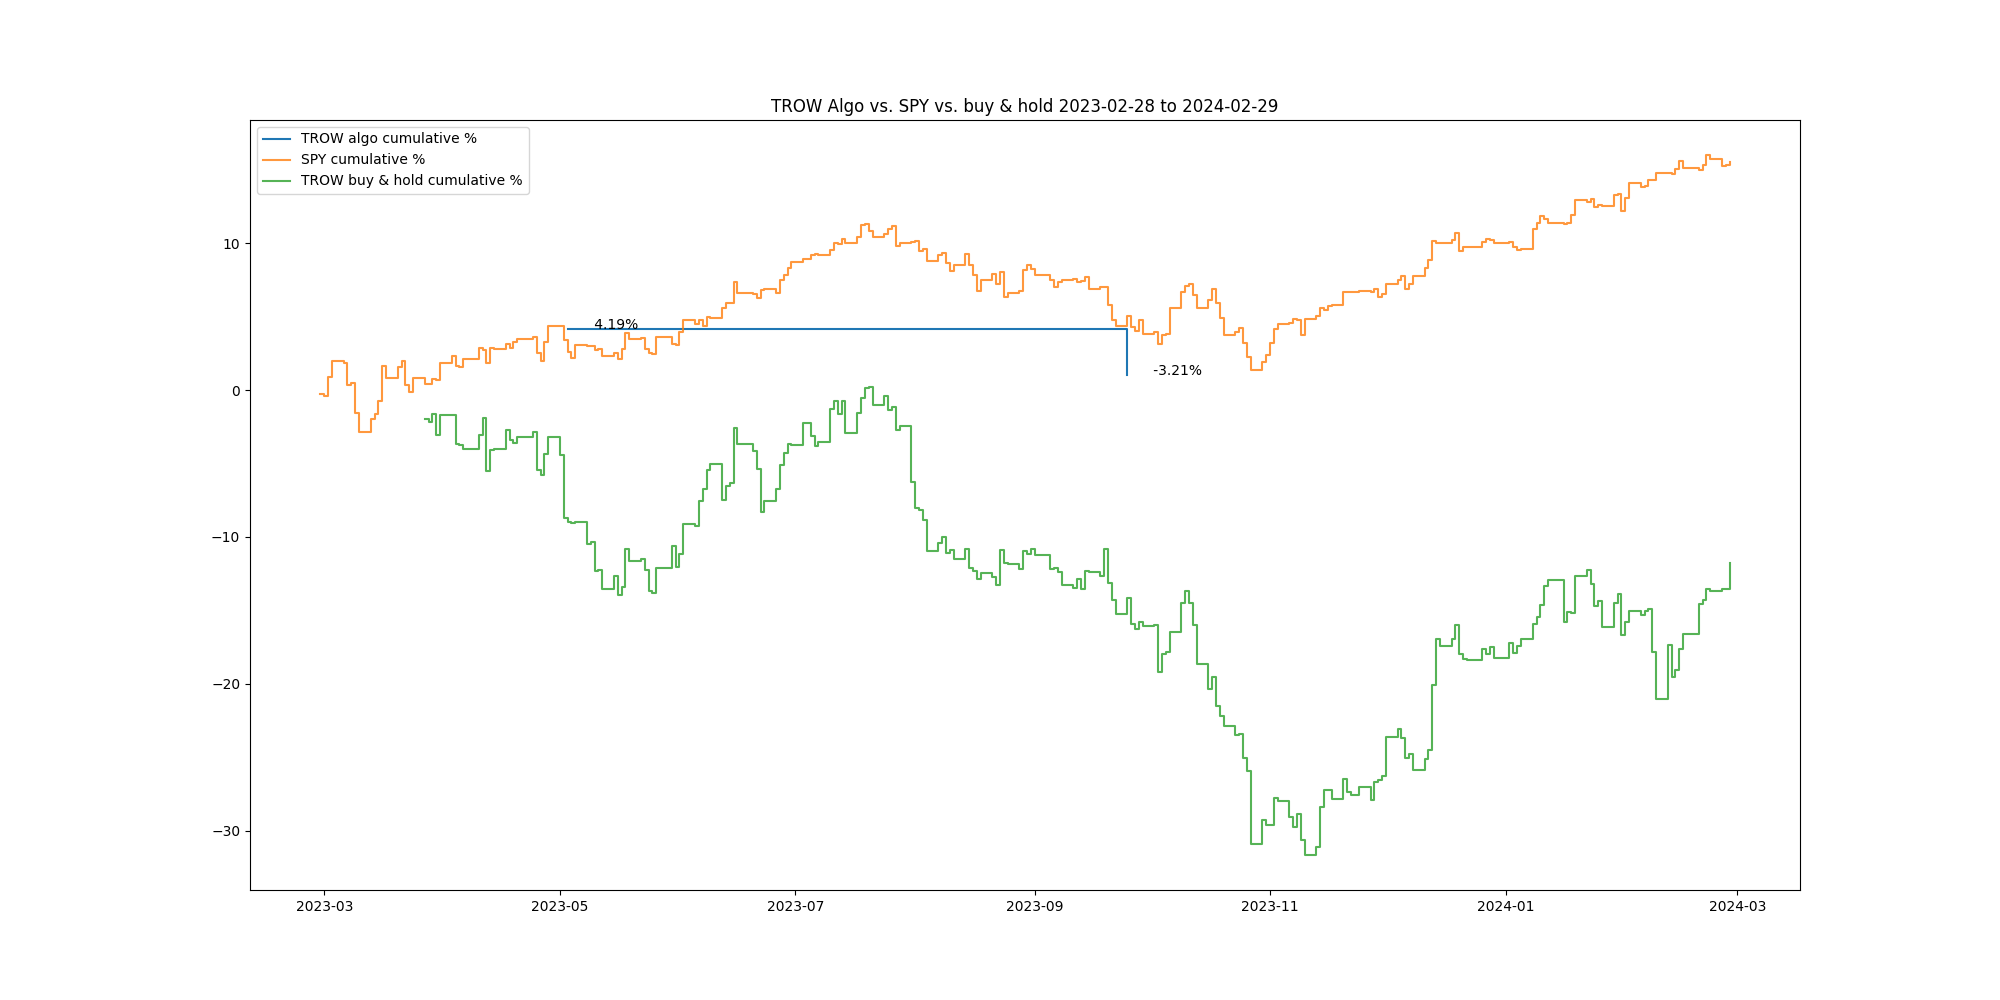 TROW Algo vs. SPY vs. buy & hold 2023-02-28 to 2024-02-29
TROW algo cumulative %
SPY cumulative %
TROW buy & hold cumulative %
10
4.19%
-3.21%
0
−10
−20
−30
2023-03 2023-05 2023-07 2023-09 2023-11 2024-01 2024-03